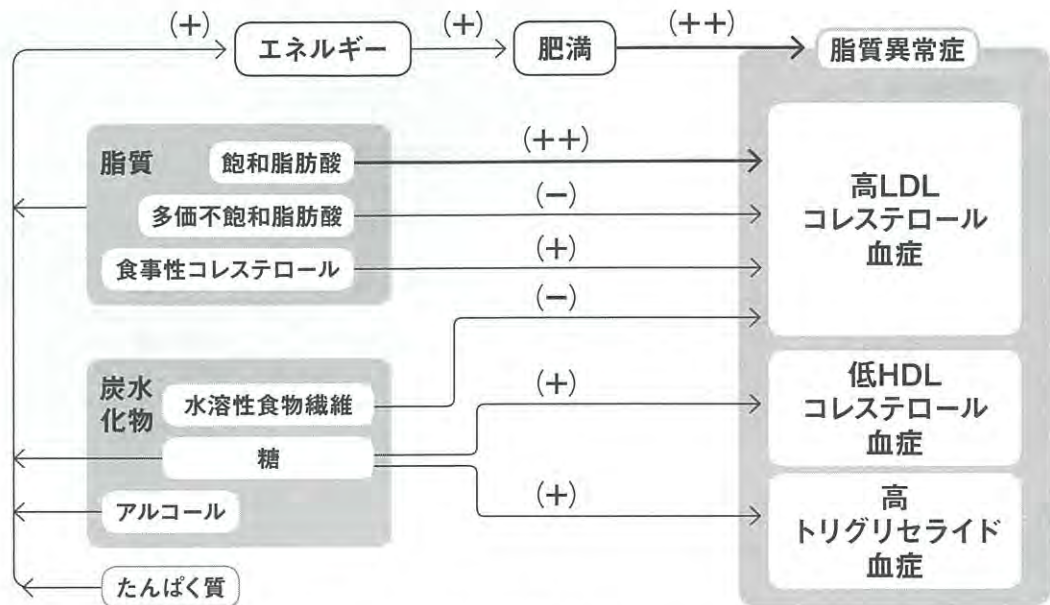 (+)
エネルギー
(+)
肥満
(++)
脂質異常症
脂質
飽和脂肪酸
(++)
多価不飽和脂肪酸
(−)
食事性コレステロール
(+)
(−)
高LDL
コレステロール
血症
炭水
化物
水溶性食物繊維
糖
(+)
低HDL
コレステロール
血症
アルコール
(+)
高
トリグリセライド
血症
たんぱく質